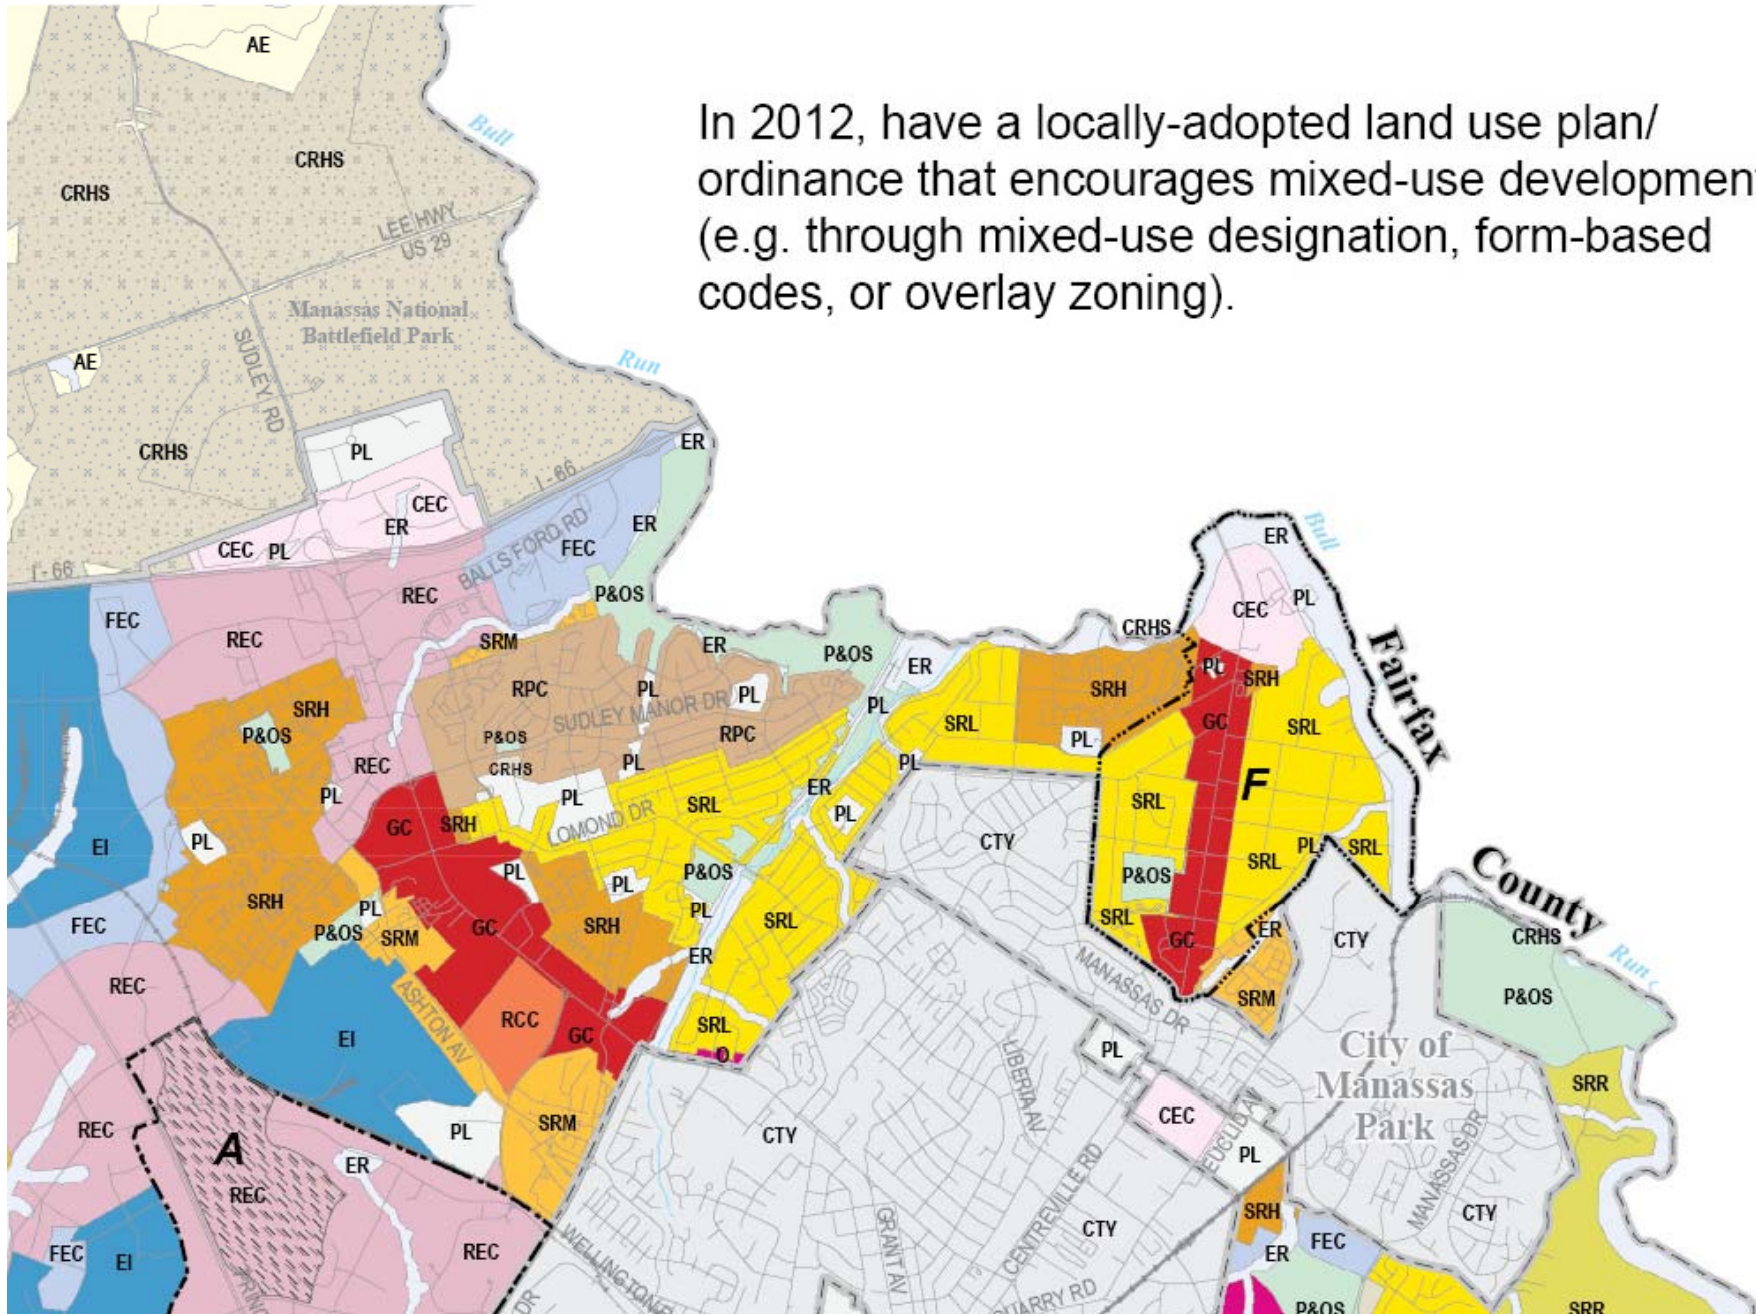 AE
In 2012, have a locally-adopted land use plan/
ordinance that encourages mixed-use development
(e.g. through mixed-use designation, form-based
codes, or overlay zoning).
Bull
CRHS
CRHS
LEE HWY
US 29
Manassas National
Battlefield Park
SUDLEY RD
AE
Run
CRHS
PL
ER
I - 66
CEC
ER
CEC PL
ER
FEC
BALLS FORD RD
I - 66
Bull
ER
REC
P&OS
CEC
PL
FEC
REC
SRM
ER
P&OS
CRHS
Fairfax
ER
PL
SRH
RPC
PL
PL
SRH
SRH
PL
SUDLEY MANOR DR
P&OS
P&OS
RPC
SRL
GC
SRL
PL
REC
CRHS
PL
PL
F
PL
PL
ER
SRL
SRL
GC
SRH
LOMOND DR
PL
EI
PL
CTY
PL
SRL
SRL
PL
PL
P&OS
P&OS
County
SRH
PL
PL
SRL
SRL
FEC
P&OS
SRM
GC
SRH
ER
GC
ER
CTY
CRHS
Run
REC
MANASSAS DR
SRM
P&OS
ASHTON AV
RCC
GC
SRL
O
EI
LIBERIA AV
PL
City of
Manassas
Park
SRR
CEC
REC
A
PL
SRM
CTY
EUCLID AV
PL
MANASSAS DR
ER
REC
CENTREVILLE RD
SRH
CTY
CTY
GRANT AV
FEC
EI
REC
WELLINGTON
ER
FEC
PRIN
DR
QUARRY RD
P&OS
SRR